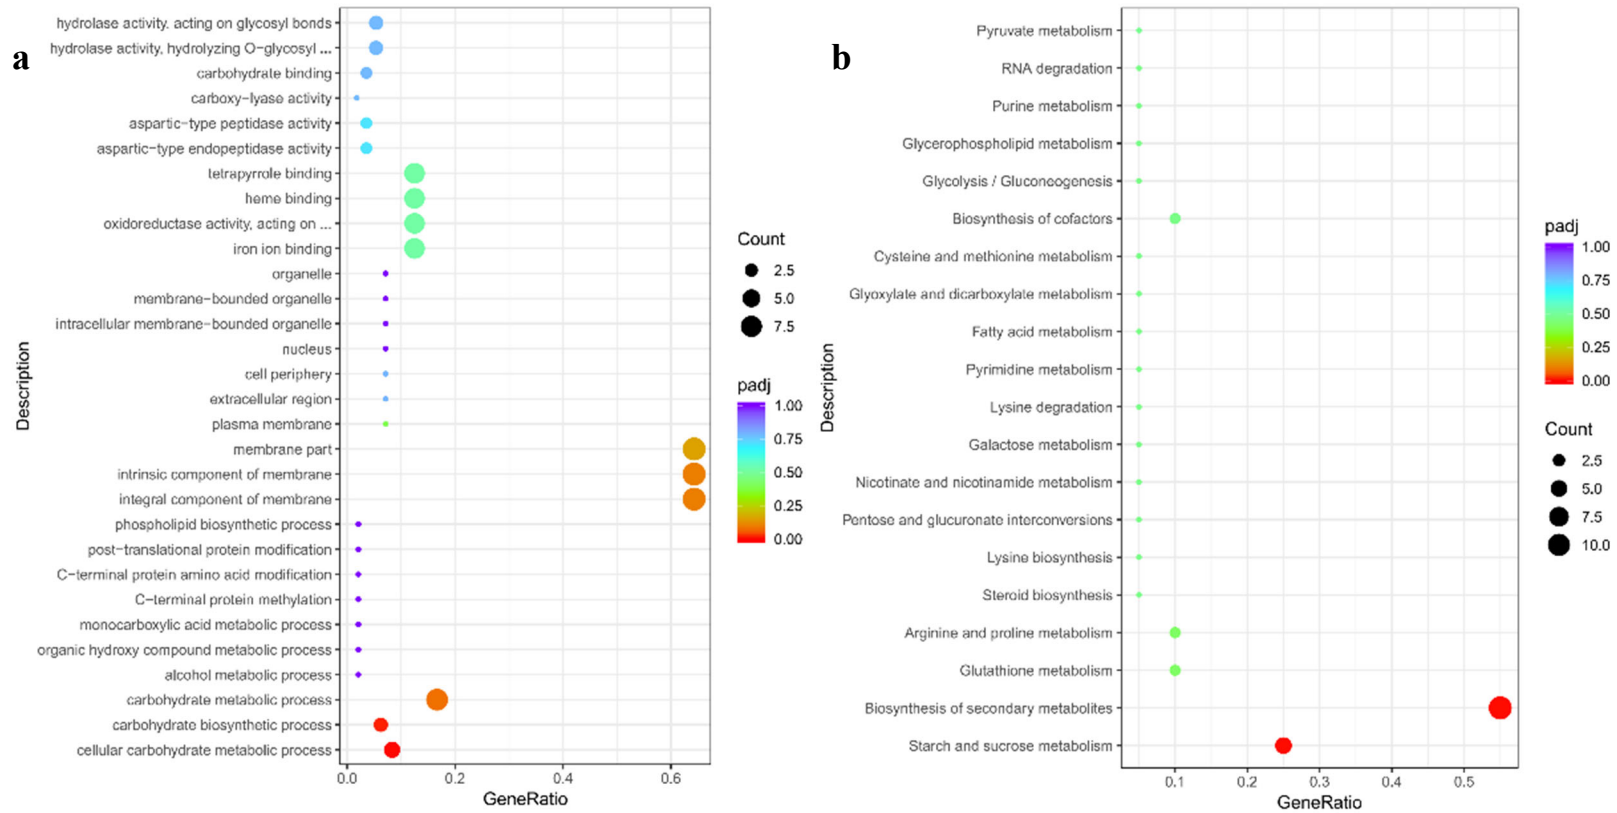 a
hydrolase activity, acting on glycosyl bonds
hydrolase activity, hydrolyzing O−glycosyl ...
carbohydrate binding
carboxy−lyase activity
aspartic−type peptidase activity
aspartic−type endopeptidase activity
tetrapyrrole binding
heme binding
oxidoreductase activity, acting on ...
iron ion binding
organelle
membrane−bounded organelle
intracellular membrane−bounded organelle
nucleus
cell periphery
extracellular region
plasma membrane
membrane part
intrinsic component of membrane
integral component of membrane
phospholipid biosynthetic process
post−translational protein modification
C−terminal protein amino acid modification
C−terminal protein methylation
monocarboxylic acid metabolic process
organic hydroxy compound metabolic process
alcohol metabolic process
carbohydrate metabolic process
carbohydrate biosynthetic process
cellular carbohydrate metabolic process
Description
0.0 0.2 0.4 0.6
GeneRatio
Count
2.5
5.0
7.5
padj
1.00
0.75
0.50
0.25
0.00
b
Pyruvate metabolism
RNA degradation
Purine metabolism
Glycerophospholipid metabolism
Glycolysis / Gluconeogenesis
Biosynthesis of cofactors
Cysteine and methionine metabolism
Glyoxylate and dicarboxylate metabolism
Fatty acid metabolism
Pyrimidine metabolism
Lysine degradation
Galactose metabolism
Nicotinate and nicotinamide metabolism
Pentose and glucuronate interconversions
Lysine biosynthesis
Steroid biosynthesis
Arginine and proline metabolism
Glutathione metabolism
Biosynthesis of secondary metabolites
Starch and sucrose metabolism
Description
0.1 0.2 0.3 0.4 0.5
GeneRatio
padj
1.00
0.75
0.50
0.25
0.00
Count
2.5
5.0
7.5
10.0